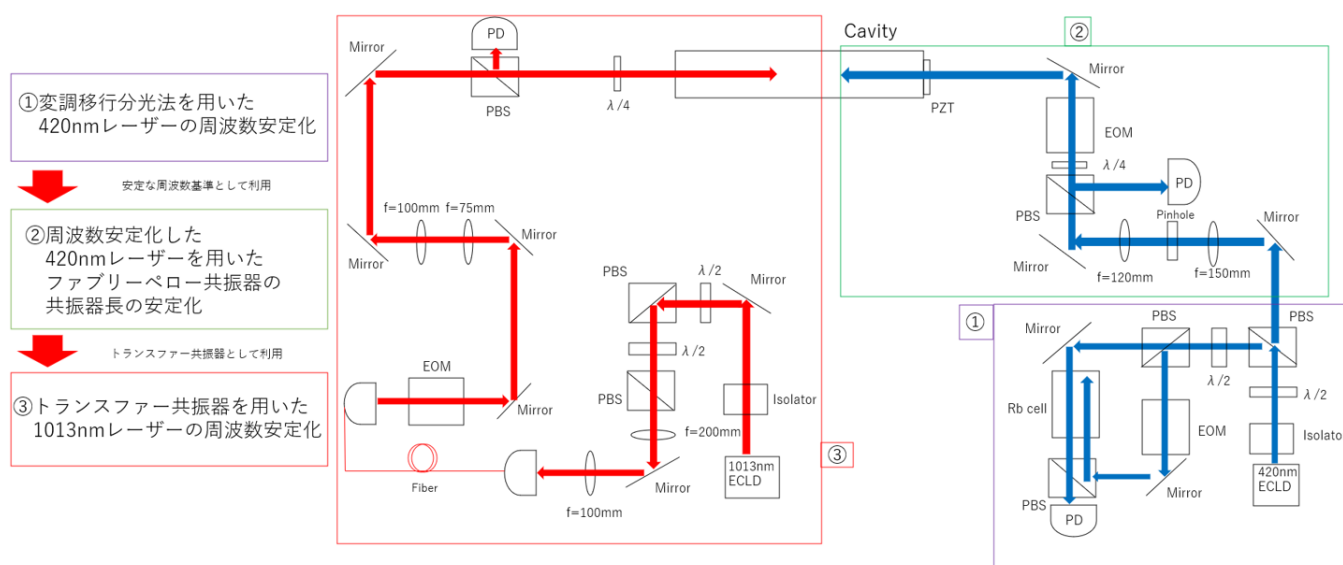 ①変調移行分光法を用いた
420nmレーザーの周波数安定化
安定な周波数基準として利用
②周波数安定化した
420nmレーザーを用いた
ファブリーペロー共振器の
共振器長の安定化
トランスファー共振器として利用
③トランスファー共振器を用いた
1013nmレーザーの周波数安定化
Mirror
PD
PBS
λ/4
f=100mm
f=75mm
Mirror
Mirror
EOM
Mirror
Fiber
f=100mm
PBS
λ/2
Mirror
λ/2
PBS
Isolator
f=200mm
Mirror
1013nm
ECLD
③
Cavity
②
PZT
Mirror
EOM
λ/4
PD
PBS
Pinhole
Mirror
Mirror
f=120mm
f=150mm
①
Mirror
PBS
PBS
λ/2
λ/2
Rb cell
EOM
Isolator
Mirror
420nm
ECLD
PBS
PD